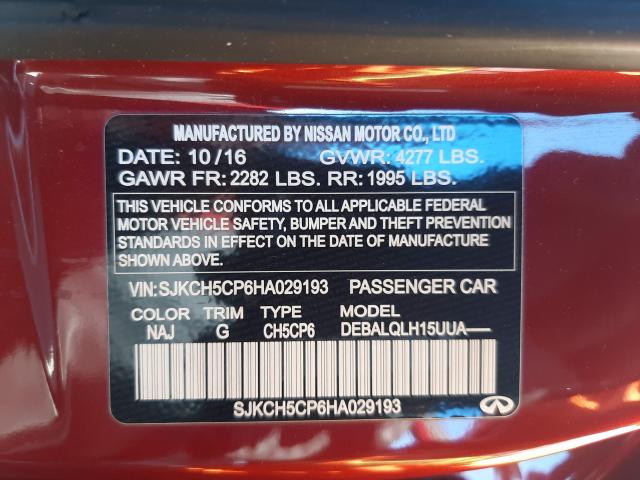 MANUFACTURED BY NISSAN MOTOR CO., LTD
DATE: 10/16 GVWR: 4277 LBS.
GAWR FR: 2282 LBS. RR: 1995 LBS.
THIS VEHICLE CONFORMS TO ALL APPLICABLE FEDERAL
MOTOR VEHICLE SAFETY, BUMPER AND THEFT PREVENTION
STANDARDS IN EFFECT ON THE DATE OF MANUFACTURE
SHOWN ABOVE.
VIN: SJKCH5CP6HA029193 PASSENGER CAR
COLOR TRIM TYPE MODEL
NAJ G CH5CP6 DEBALQLH15UUA—–
SJKCH5CP6HA029193